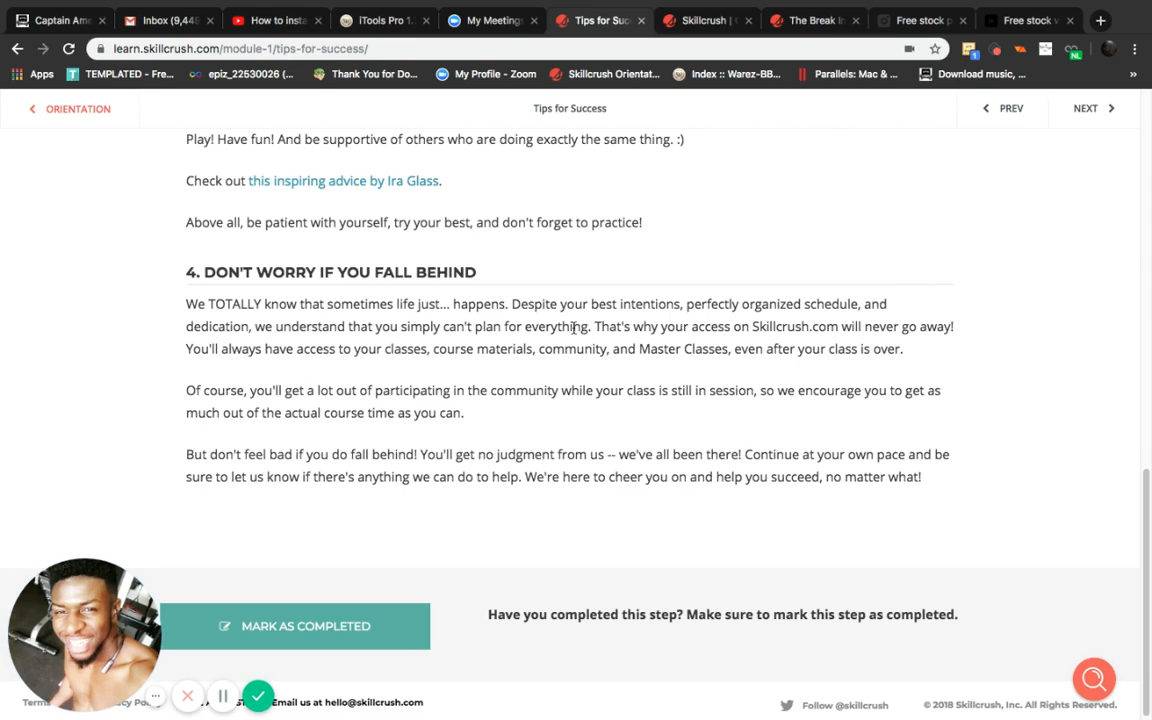 Captain Ame
Inbox (9,449
How to insta
iTools Pro 1.
My Meetings
Tips for Suc
Skillcrush |
The Break In
Free stock p
Free stock v
learn.skillcrush.com/module-1/tips-for-success/
Apps
TEMPLATED - Fre...
epiz_22530026 (...
Thank You for Do...
My Profile - Zoom
Skillcrush Orientat...
Index :: Warez-BB...
Parallels: Mac & ...
Download music, ...
ORIENTATION
Tips for Success
PREV
NEXT
Play! Have fun! And be supportive of others who are doing exactly the same thing. :)
Check out this inspiring advice by Ira Glass.
Above all, be patient with yourself, try your best, and don't forget to practice!
4. DON'T WORRY IF YOU FALL BEHIND
We TOTALLY know that sometimes life just... happens. Despite your best intentions, perfectly organized schedule, and
dedication, we understand that you simply can't plan for everything. That's why your access on Skillcrush.com will never go away!
You'll always have access to your classes, course materials, community, and Master Classes, even after your class is over.
Of course, you'll get a lot out of participating in the community while your class is still in session, so we encourage you to get as
much out of the actual course time as you can.
But don't feel bad if you do fall behind! You'll get no judgment from us -- we've all been there! Continue at your own pace and be
sure to let us know if there's anything we can do to help. We're here to cheer you on and help you succeed, no matter what!
MARK AS COMPLETED
Have you completed this step? Make sure to mark this step as completed.
Email us at hello@skillcrush.com
Follow @skillcrush
© 2018 Skillcrush, Inc. All Rights Reserved.